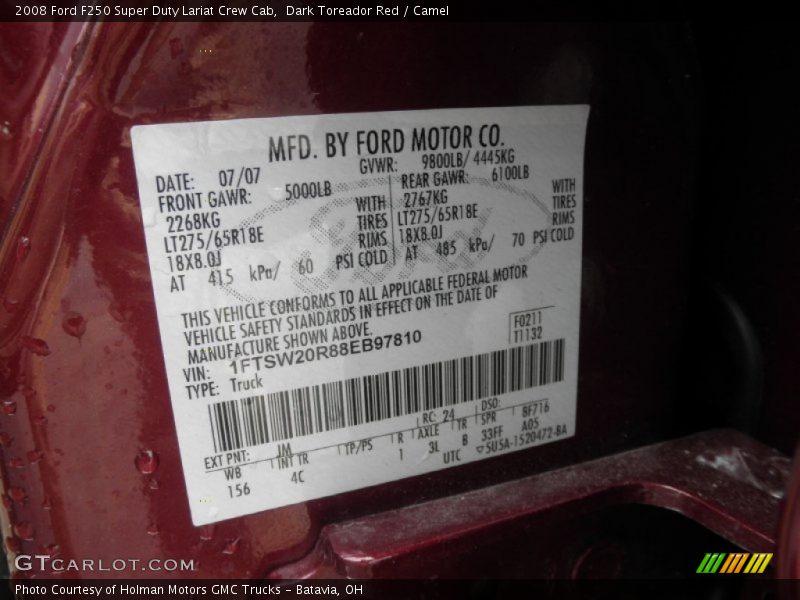 2008 Ford F250 Super Duty Lariat Crew Cab,  Dark Toreador Red / Camel
MFD. BY FORD MOTOR CO.
DATE: 07/07 GVWR: 9800LB/ 4445KG
FRONT GAWR: 5000LB REAR GAWR: 6100LB
2268KG WITH 2767KG WITH
LT275/65R18E TIRES LT275/65R18E TIRES
18X8.0J RIMS 18X8.0J RIMS
AT 415 kPa/ 60 PSI COLD AT 485 kPa/ 70 PSI COLD
THIS VEHICLE CONFORMS TO ALL APPLICABLE FEDERAL MOTOR
VEHICLE SAFETY STANDARDS IN EFFECT ON THE DATE OF
MANUFACTURE SHOWN ABOVE.
F0211
T1132
VIN: 1FTSW20R88EB97810
TYPE: Truck
EXT PNT: JM RC: 24 DSO:
WB INT TR TP/PS R AXLE TR SPR 8F716
156 4C 1 3L B 33FF A05
UTC 5U5A-1520472-BA
Ford
GTCARLOT.COM
Photo Courtesy of Holman Motors GMC Trucks - Batavia, OH